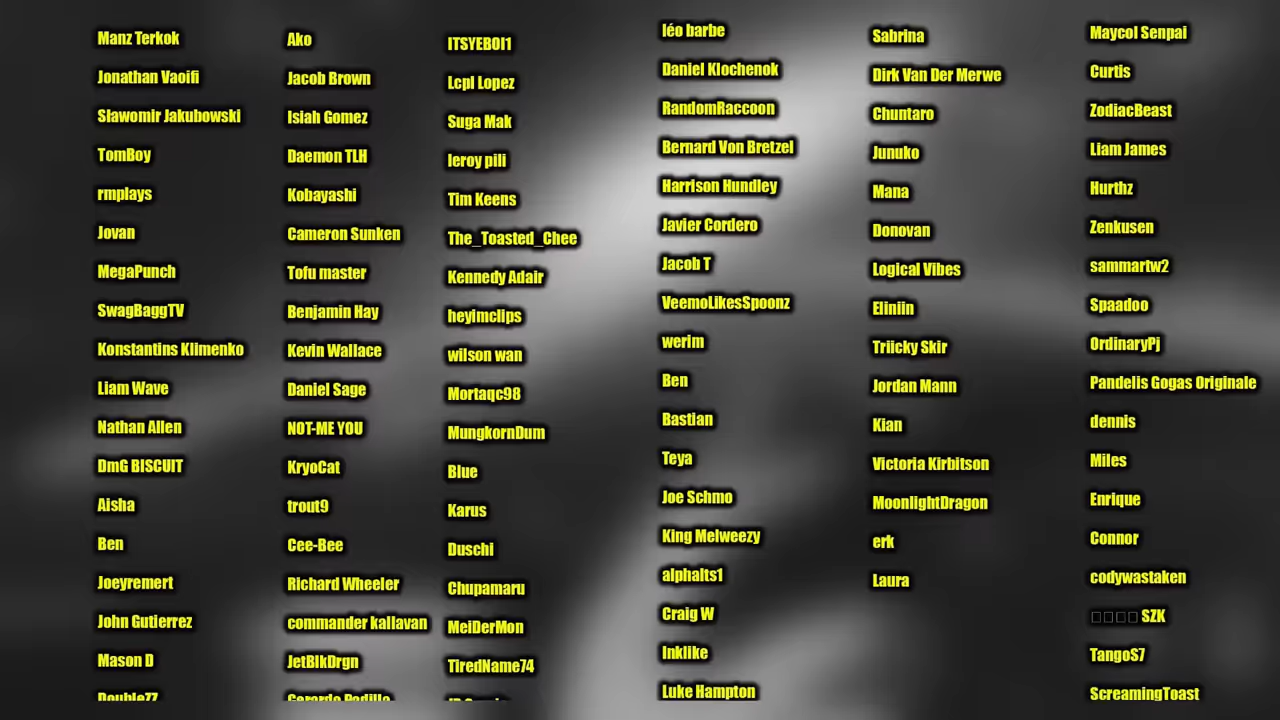 Manz Terkok
Jonathan Vaoifi
Sławomir Jakubowski
TomBoy
rmplays
Jovan
MegaPunch
SwagBaggTV
Konstantins Klimenko
Liam Wave
Nathan Allen
DmG BISCUIT
Aisha
Ben
Joeyremert
John Gutierrez
Mason D
Double77
Ako
Jacob Brown
Isiah Gomez
Daemon TLH
Kobayashi
Cameron Sunken
Tofu master
Benjamin Hay
Kevin Wallace
Daniel Sage
NOT-ME YOU
KryoCat
trout9
Cee-Bee
Richard Wheeler
commander kallavan
JetBlkDrgn
Gerardo Padilla
ITSYEBOI1
Lcpl Lopez
Suga Mak
leroy pili
Tim Keens
The_Toasted_Chee
Kennedy Adair
heyimclips
wilson wan
Mortaqc98
MungkornDum
Blue
Karus
Duschi
Chupamaru
MeiDerMon
TiredName74
léo barbe
Daniel Klochenok
RandomRaccoon
Bernard Von Bretzel
Harrison Hundley
Javier Cordero
Jacob T
VeemoLikesSpoonz
werim
Ben
Bastian
Teya
Joe Schmo
King Melweezy
alphalts1
Craig W
Inklike
Luke Hampton
Sabrina
Dirk Van Der Merwe
Chuntaro
Junuko
Mana
Donovan
Logical Vibes
Eliniin
Triicky Skir
Jordan Mann
Kian
Victoria Kirbitson
MoonlightDragon
erk
Laura
Maycol Senpai
Curtis
ZodiacBeast
Liam James
Hurthz
Zenkusen
sammartw2
Spaadoo
OrdinaryPj
Pandelis Gogas Originale
dennis
Miles
Enrique
Connor
codywastaken
SZK
TangoS7
ScreamingToast